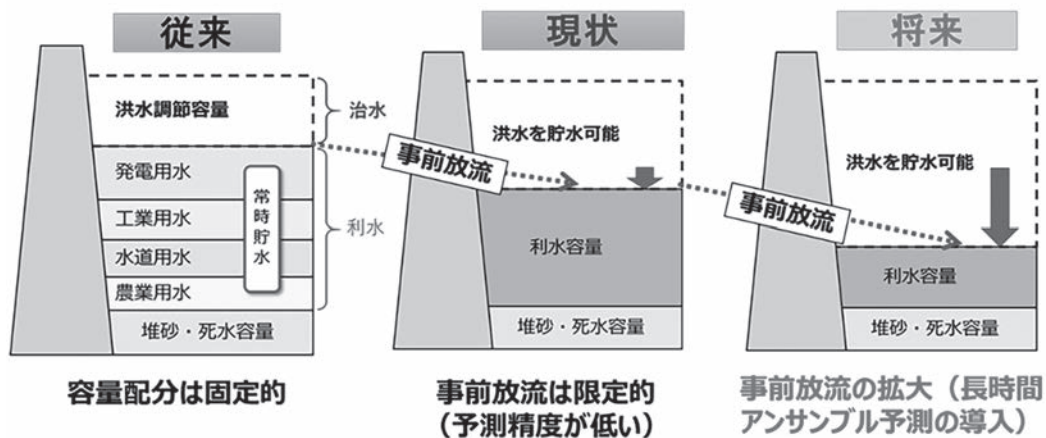 従来
洪水調節容量
治水
発電用水
工業用水
水道用水
農業用水
常時貯水
利水
堆砂・死水容量
容量配分は固定的
現状
洪水を貯水可能
事前放流
利水容量
堆砂・死水容量
事前放流は限定的
（予測精度が低い）
将来
洪水を貯水可能
事前放流
利水容量
堆砂・死水容量
事前放流の拡大（長時間
アンサンブル予測の導入）